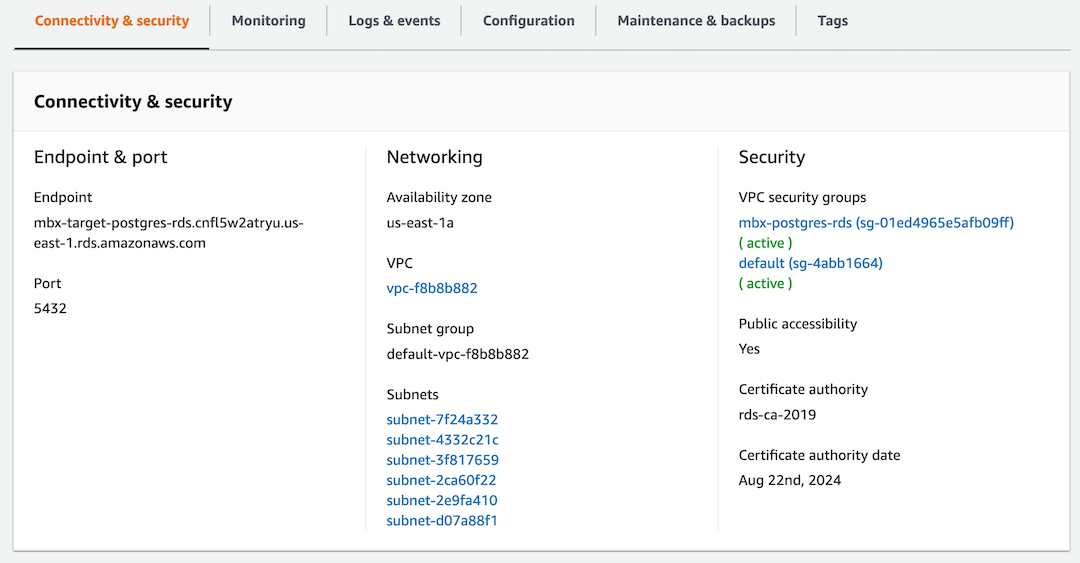 Connectivity & security
Monitoring
Logs & events
Configuration
Maintenance & backups
Tags
Connectivity & security
Endpoint & port
Endpoint
mbx-target-postgres-rds.cnfl5w2atryu.us-
east-1.rds.amazonaws.com
Port
5432
Networking
Availability zone
us-east-1a
VPC
vpc-f8b8b882
Subnet group
default-vpc-f8b8b882
Subnets
subnet-7f24a332
subnet-4332c21c
subnet-3f817659
subnet-2ca60f22
subnet-2e9fa410
subnet-d07a88f1
Security
VPC security groups
mbx-postgres-rds (sg-01ed4965e5afb09ff)
( active )
default (sg-4abb1664)
( active )
Public accessibility
Yes
Certificate authority
rds-ca-2019
Certificate authority date
Aug 22nd, 2024